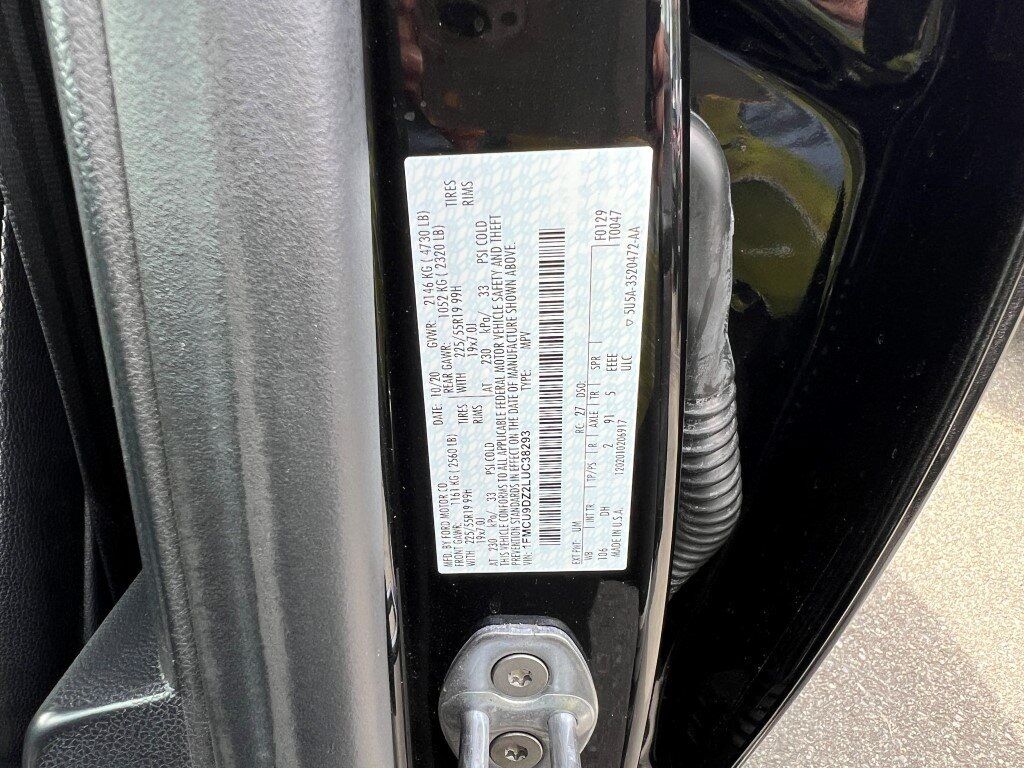 MFD. BY FORD MOTOR CO. DATE: 10/20 GVWR: 2146 KG ( 4730 LB)
FRONT GAWR: 1161 KG ( 2560 LB) REAR GAWR: 1052 KG ( 2320 LB)
WITH 225/55R19 99H TIRES WITH 225/55R19 99H TIRES
19x7.0J RIMS 19x7.0J RIMS
AT 230 kPa/ 33 PSI COLD AT 230 kPa/ 33 PSI COLD
THIS VEHICLE CONFORMS TO ALL APPLICABLE FEDERAL MOTOR VEHICLE SAFETY AND THEFT
PREVENTION STANDARDS IN EFFECT ON THE DATE OF MANUFACTURE SHOWN ABOVE.
VIN: 1FMCU9DZ2LUC38293 TYPE: MPV
EXT PNT: UM RC: 27 DSO: F0129
WB INT TR TP/PS R AXLE TR SPR T0047
106 DH 2 91 5 EEEE
MADE IN U.S.A. 1202010206917 ULC
5U5A-3520472-AA